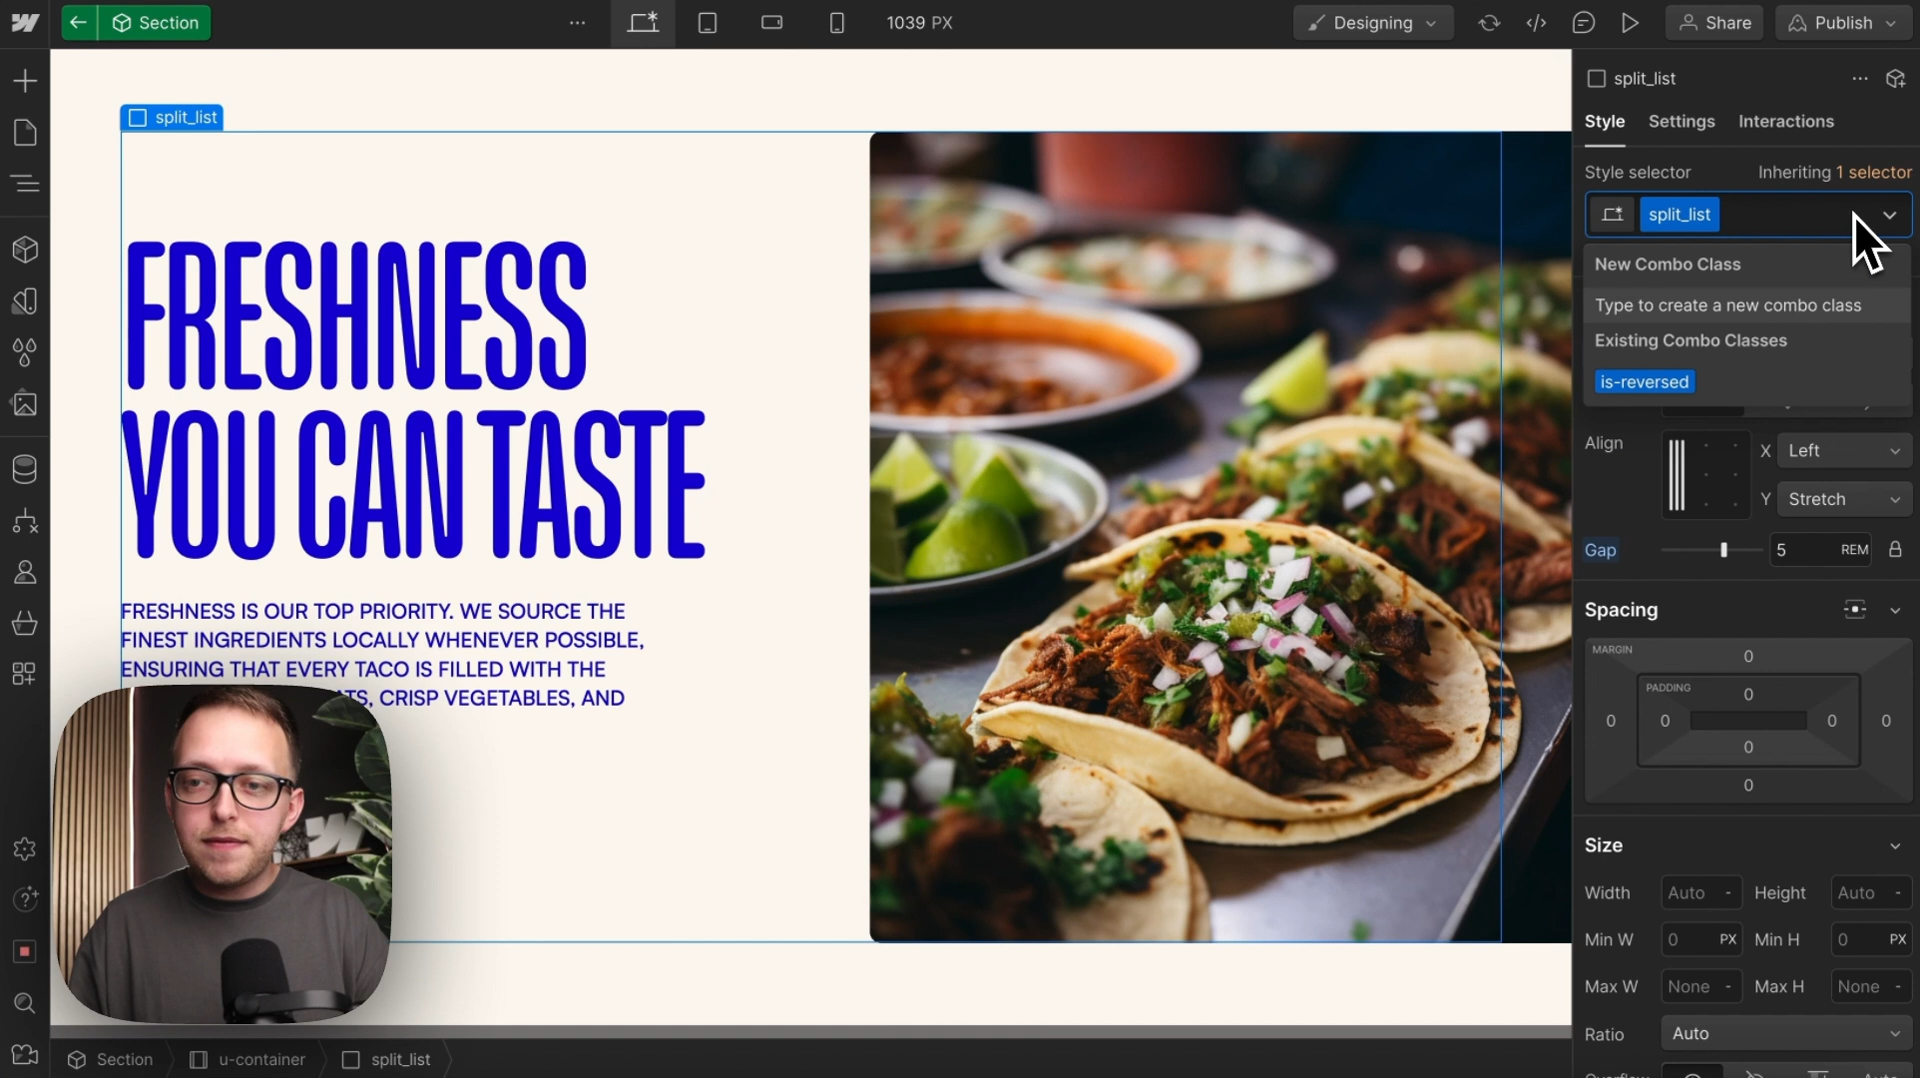 Section
1039 PX
Designing
Share
Publish
split_list
FRESHNESS
YOU CAN TASTE
FRESHNESS IS OUR TOP PRIORITY. WE SOURCE THE
FINEST INGREDIENTS LOCALLY WHENEVER POSSIBLE,
ENSURING THAT EVERY TACO IS FILLED WITH THE
CRISP VEGETABLES, AND
split_list
Style Settings Interactions
Style selector Inheriting 1 selector
split_list
New Combo Class
Type to create a new combo class
Existing Combo Classes
is-reversed
Align X Left
Y Stretch
Gap 5 REM
Spacing
MARGIN
0
PADDING
0
0 0 0 0
0
0
Size
Width Auto - Height Auto -
Min W 0 PX Min H 0 PX
Max W None - Max H None -
Ratio Auto
Section u-container split_list